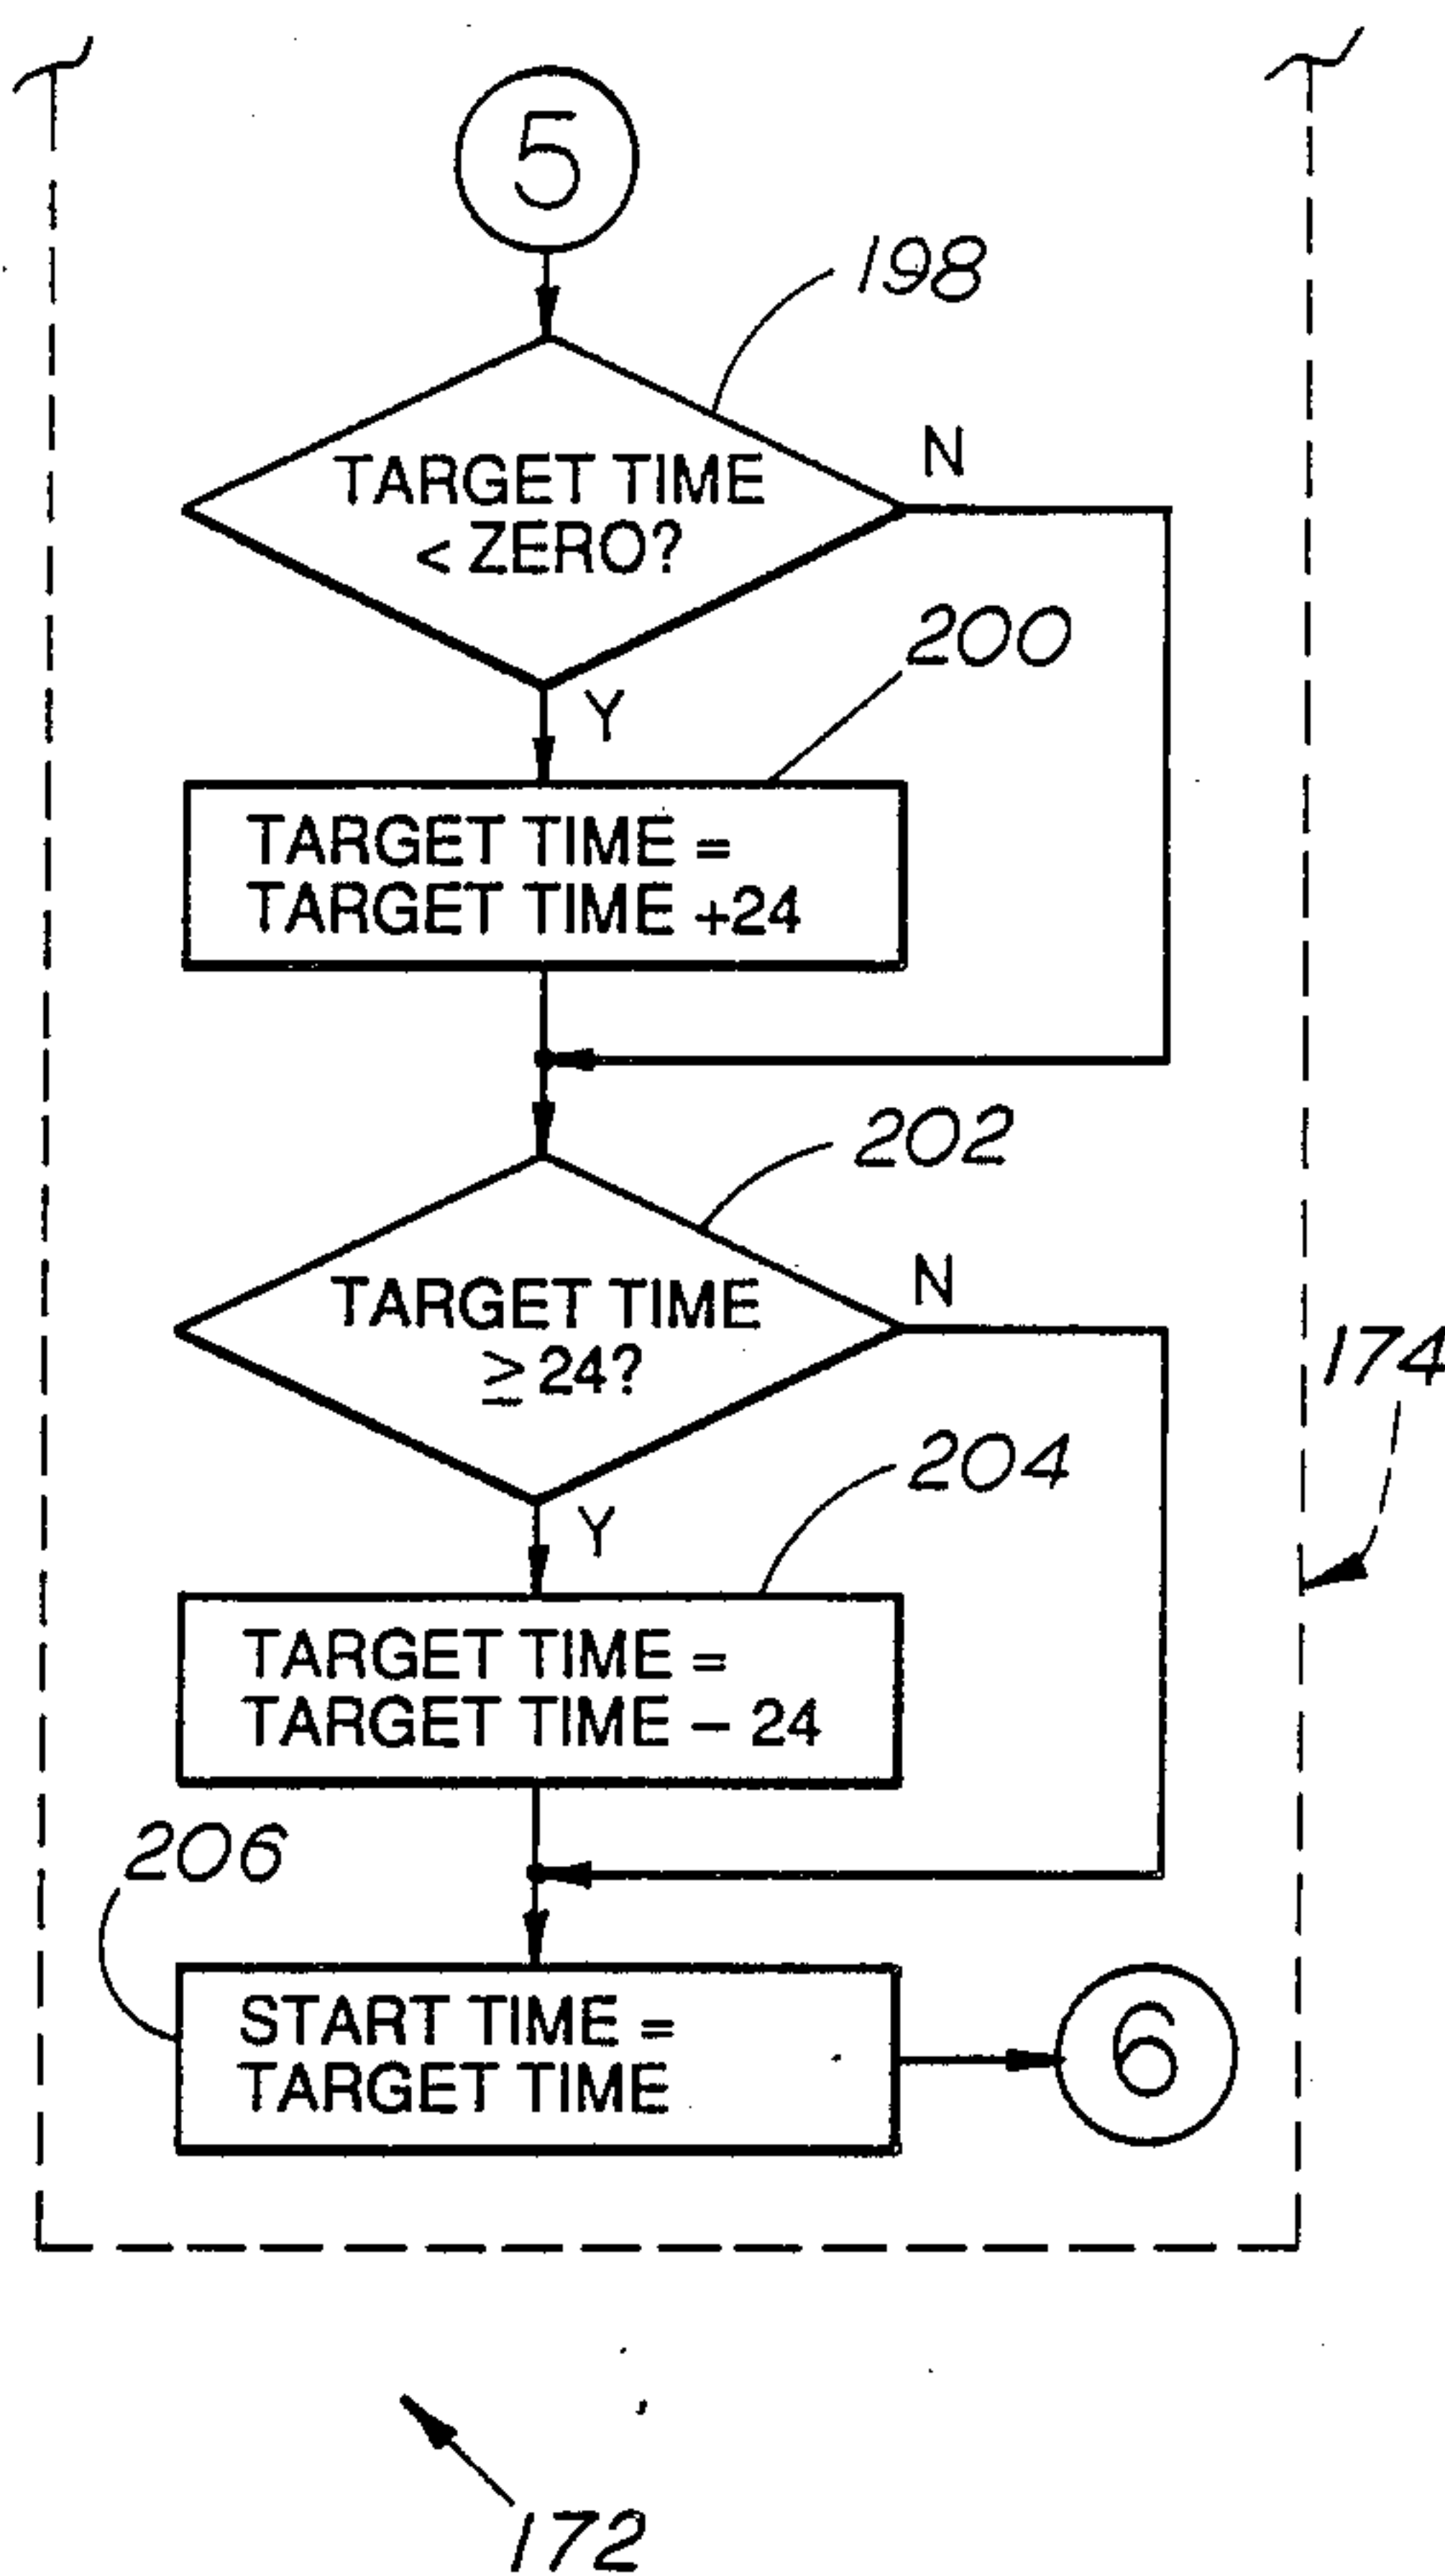 5
198
TARGET TIME
< ZERO?
N
200
Y
TARGET TIME =
TARGET TIME +24
202
TARGET TIME
≥ 24?
N
174
204
Y
TARGET TIME =
TARGET TIME – 24
206
START TIME =
TARGET TIME
6
172